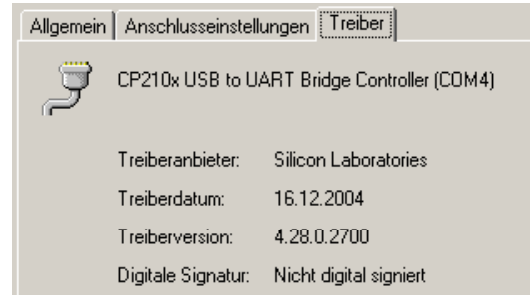 Allgemein Anschlusseinstellungen Treiber
CP210x USB to UART Bridge Controller (COM4)
Treiberanbieter: Silicon Laboratories
Treiberdatum: 16.12.2004
Treiberversion: 4.28.0.2700
Digitale Signatur: Nicht digital signiert